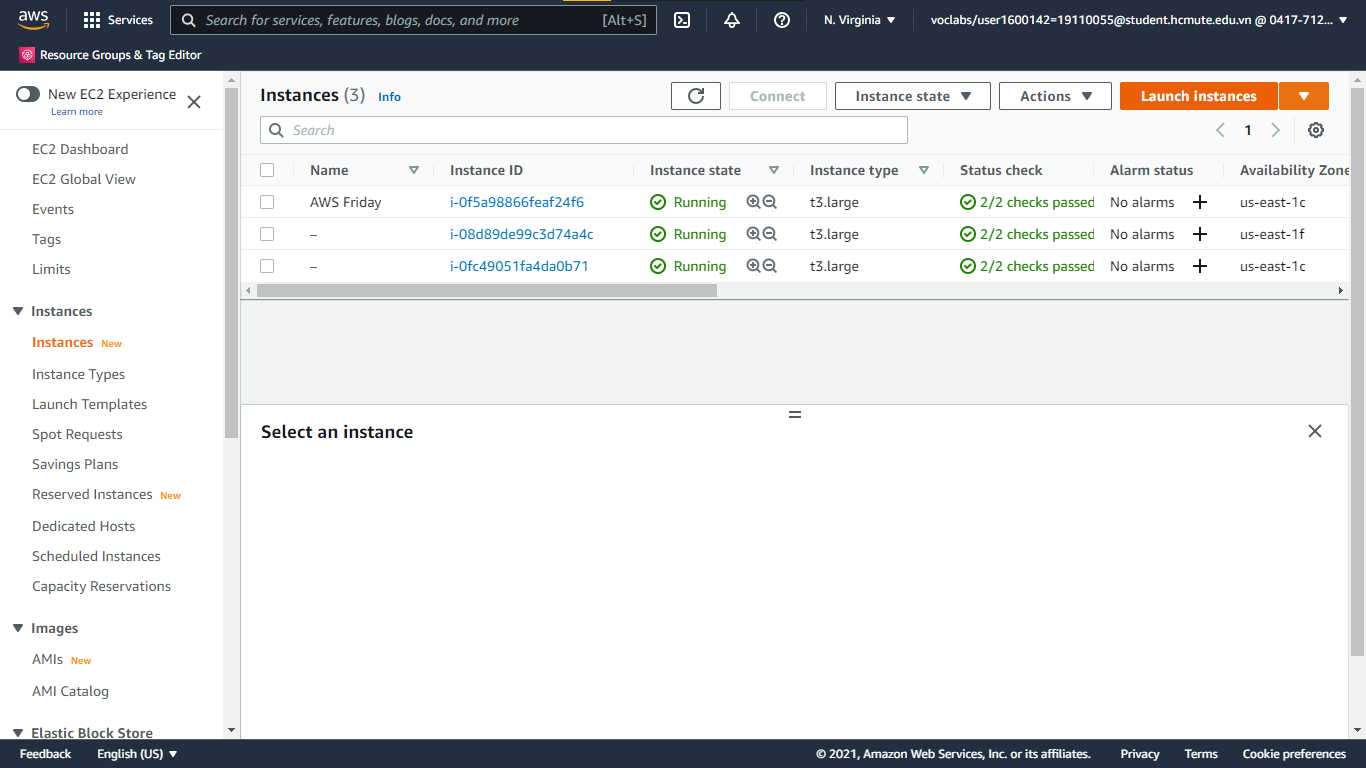 aws Services Search for services, features, blogs, docs, and more [Alt+S] N. Virginia voclabs/user1600142=19110055@student.hcmute.edu.vn @ 0417-712...
Resource Groups & Tag Editor
New EC2 Experience
Learn more
EC2 Dashboard
EC2 Global View
Events
Tags
Limits
Instances
Instances New
Instance Types
Launch Templates
Spot Requests
Savings Plans
Reserved Instances New
Dedicated Hosts
Scheduled Instances
Capacity Reservations
Images
AMIs New
AMI Catalog
Elastic Block Store
Instances (3) Info Connect Instance state Actions Launch instances
Search 1
Name Instance ID Instance state Instance type Status check Alarm status Availability Zone
AWS Friday i-0f5a98866feaf24f6 Running t3.large 2/2 checks passed No alarms us-east-1c
– i-08d89de99c3d74a4c Running t3.large 2/2 checks passed No alarms us-east-1f
– i-0fc49051fa4da0b71 Running t3.large 2/2 checks passed No alarms us-east-1c
Select an instance
Feedback English (US) © 2021, Amazon Web Services, Inc. or its affiliates. Privacy Terms Cookie preferences